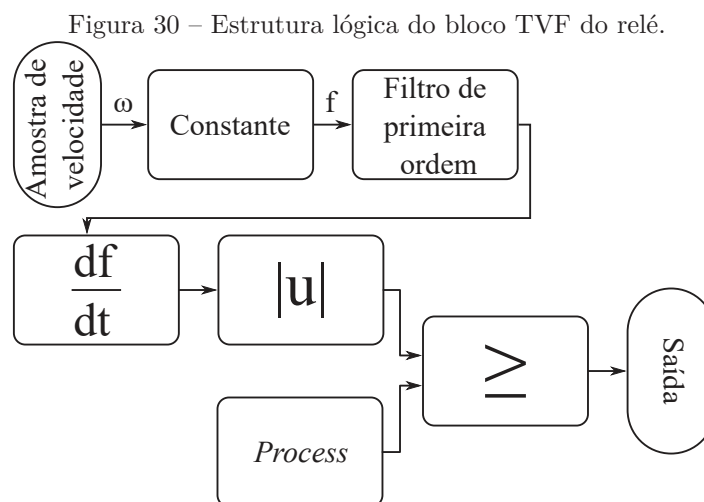 Figura 30 – Estrutura lógica do bloco TVF do relé.
Amostra de
velocidade
ω
Constante
f
Filtro de
primeira
ordem
df
dt
|u|
≥
Process
Saída